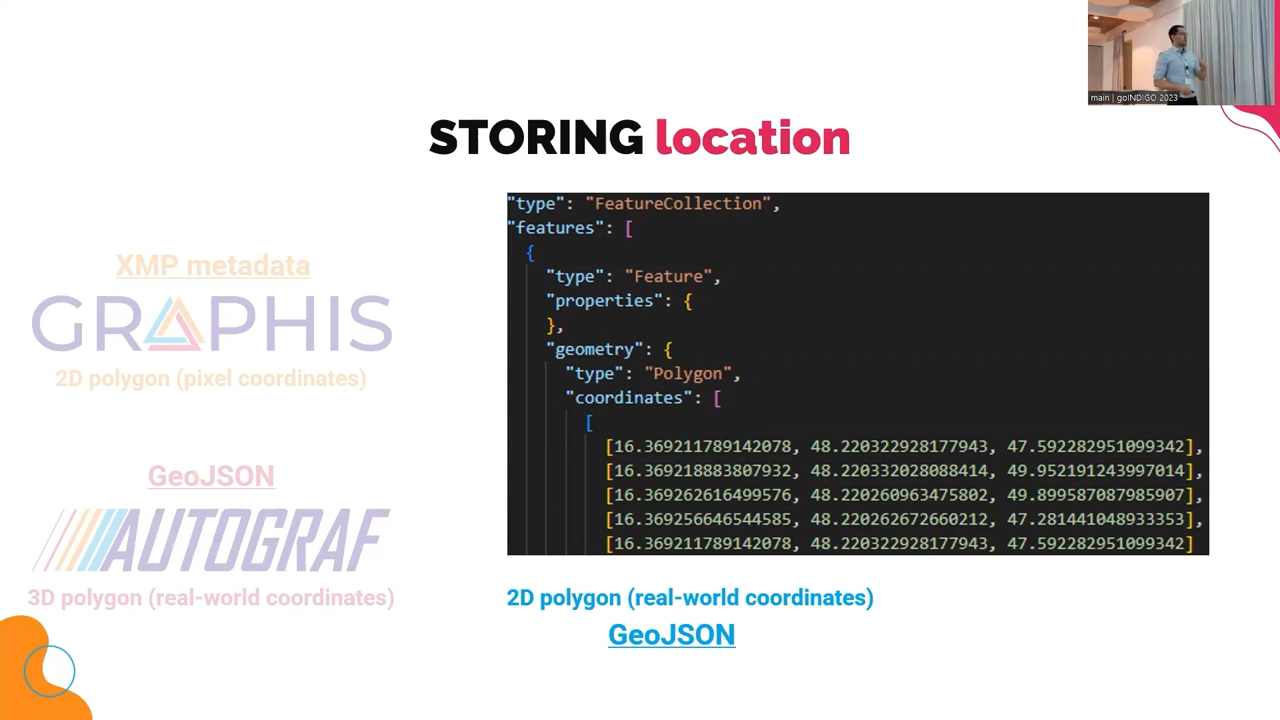 main | goINDIGO 2023
STORING location
XMP metadata
GRAPHIS
2D polygon (pixel coordinates)
GeoJSON
AUTOGRAF
3D polygon (real-world coordinates)
"type": "FeatureCollection",
"features": [
{
"type": "Feature",
"properties": {
},
"geometry": {
"type": "Polygon",
"coordinates": [
[
[16.369211789142078, 48.220322928177943, 47.592282951099342],
[16.369218883807932, 48.220332028088414, 49.952191243997014],
[16.369262616499576, 48.220260963475802, 49.899587087985907],
[16.369256646544585, 48.220262672660212, 47.281441048933353],
[16.369211789142078, 48.220322928177943, 47.592282951099342]
2D polygon (real-world coordinates)
GeoJSON